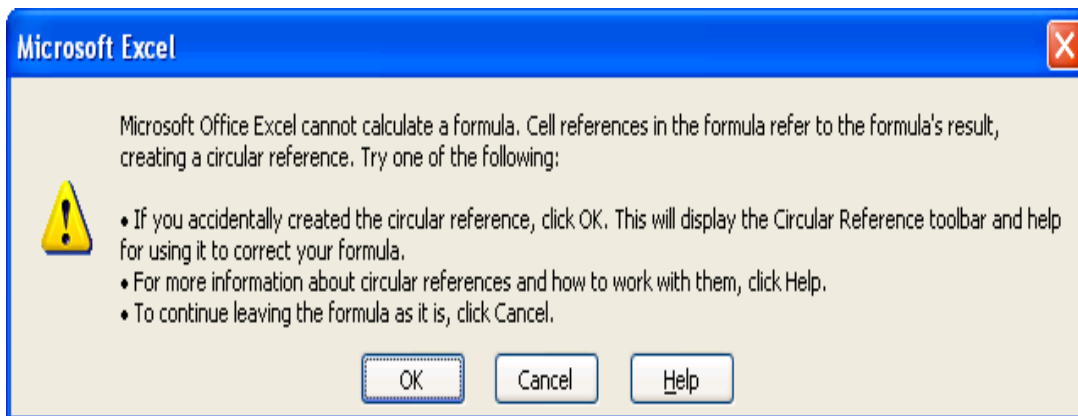 Microsoft Excel
Microsoft Office Excel cannot calculate a formula. Cell references in the formula refer to the formula's result,
creating a circular reference. Try one of the following:
• If you accidentally created the circular reference, click OK. This will display the Circular Reference toolbar and help
for using it to correct your formula.
• For more information about circular references and how to work with them, click Help.
• To continue leaving the formula as it is, click Cancel.
OK Cancel Help